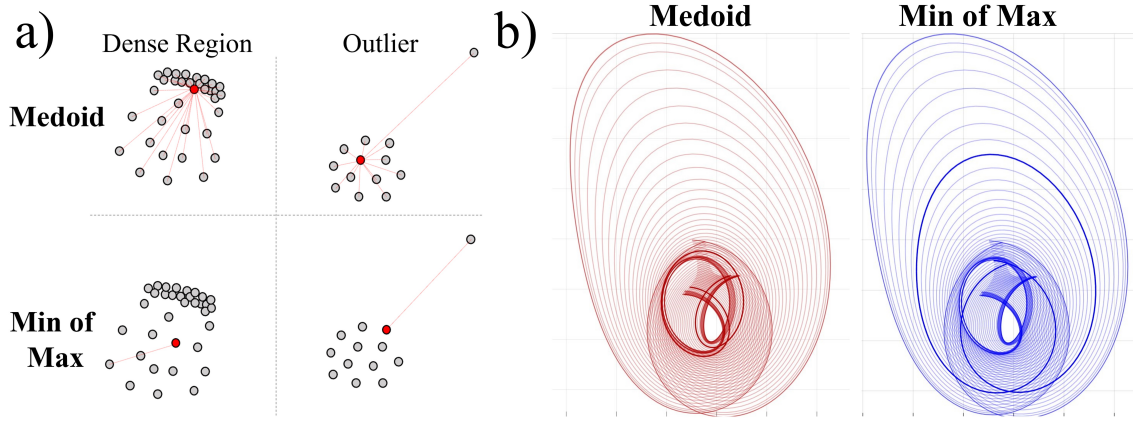 a)
Dense Region
Outlier
Medoid
Min of
Max
b)
Medoid
Min of Max